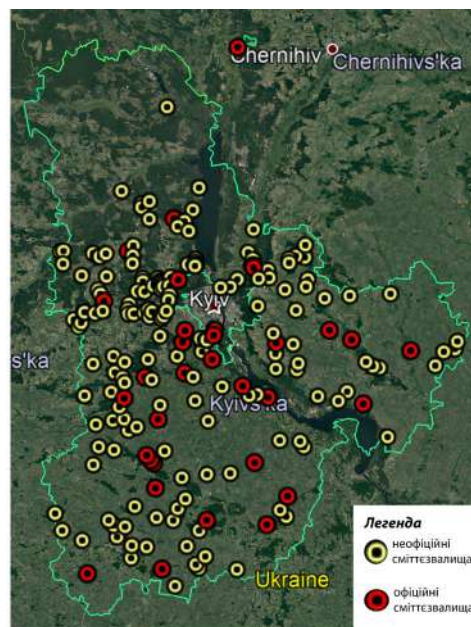 Chernihiv
Chernihivs'ka
Kyiv
s'ka
Kyivs'ka
Ukraine
Легенда
неофіційні
сміттєзвалища
офіційні
сміттєзвалища